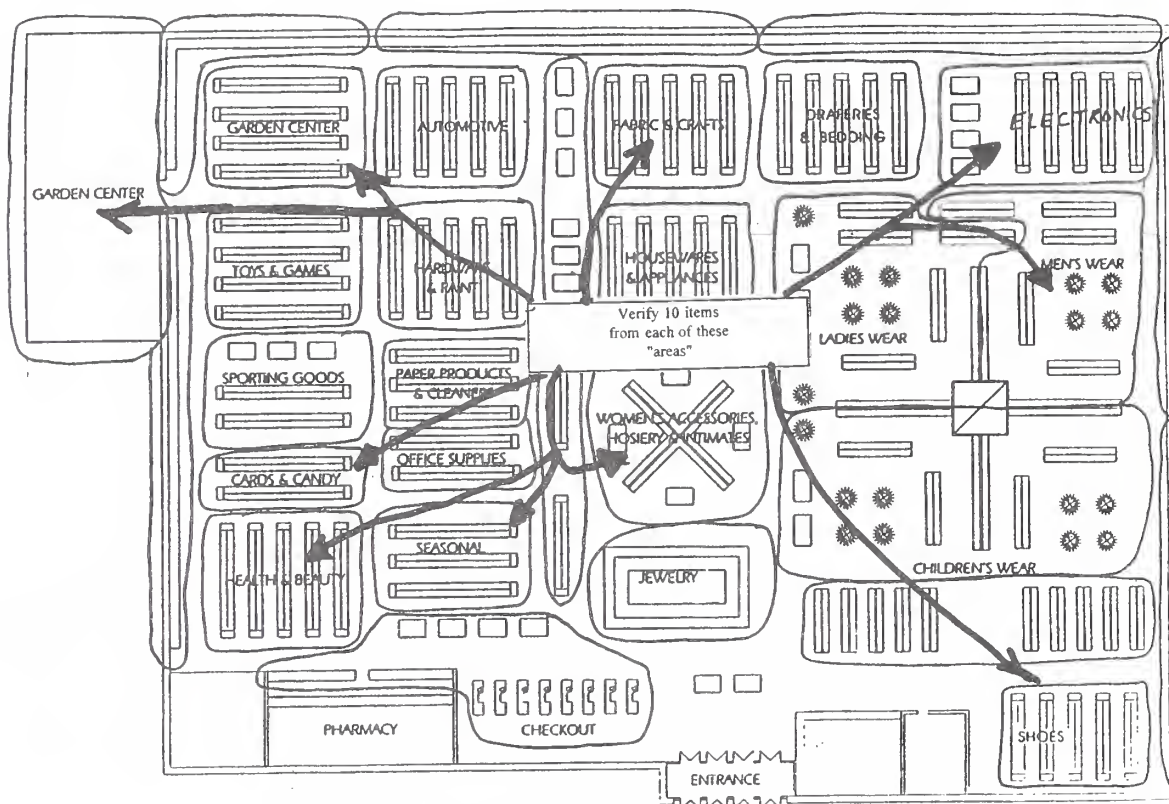 GARDEN CENTER
AUTOMOTIVE
FABRIC & CRAFTS
DRAPERIES
& BEDDING
ELECTRONICS
GARDEN CENTER
TOYS & GAMES
HARDWARE
& PAINT
HOUSEWARES
& APPLIANCES
MEN'S WEAR
Verify 10 items
from each of these
"areas"
LADIES WEAR
SPORTING GOODS
PAPER PRODUCTS
& CLEANERS
WOMEN'S ACCESSORIES,
HOSIERY & INTIMATES
OFFICE SUPPLIES
CARDS & CANDY
SEASONAL
HEALTH & BEAUTY
JEWELRY
CHILDREN'S WEAR
PHARMACY
CHECKOUT
SHOES
ENTRANCE